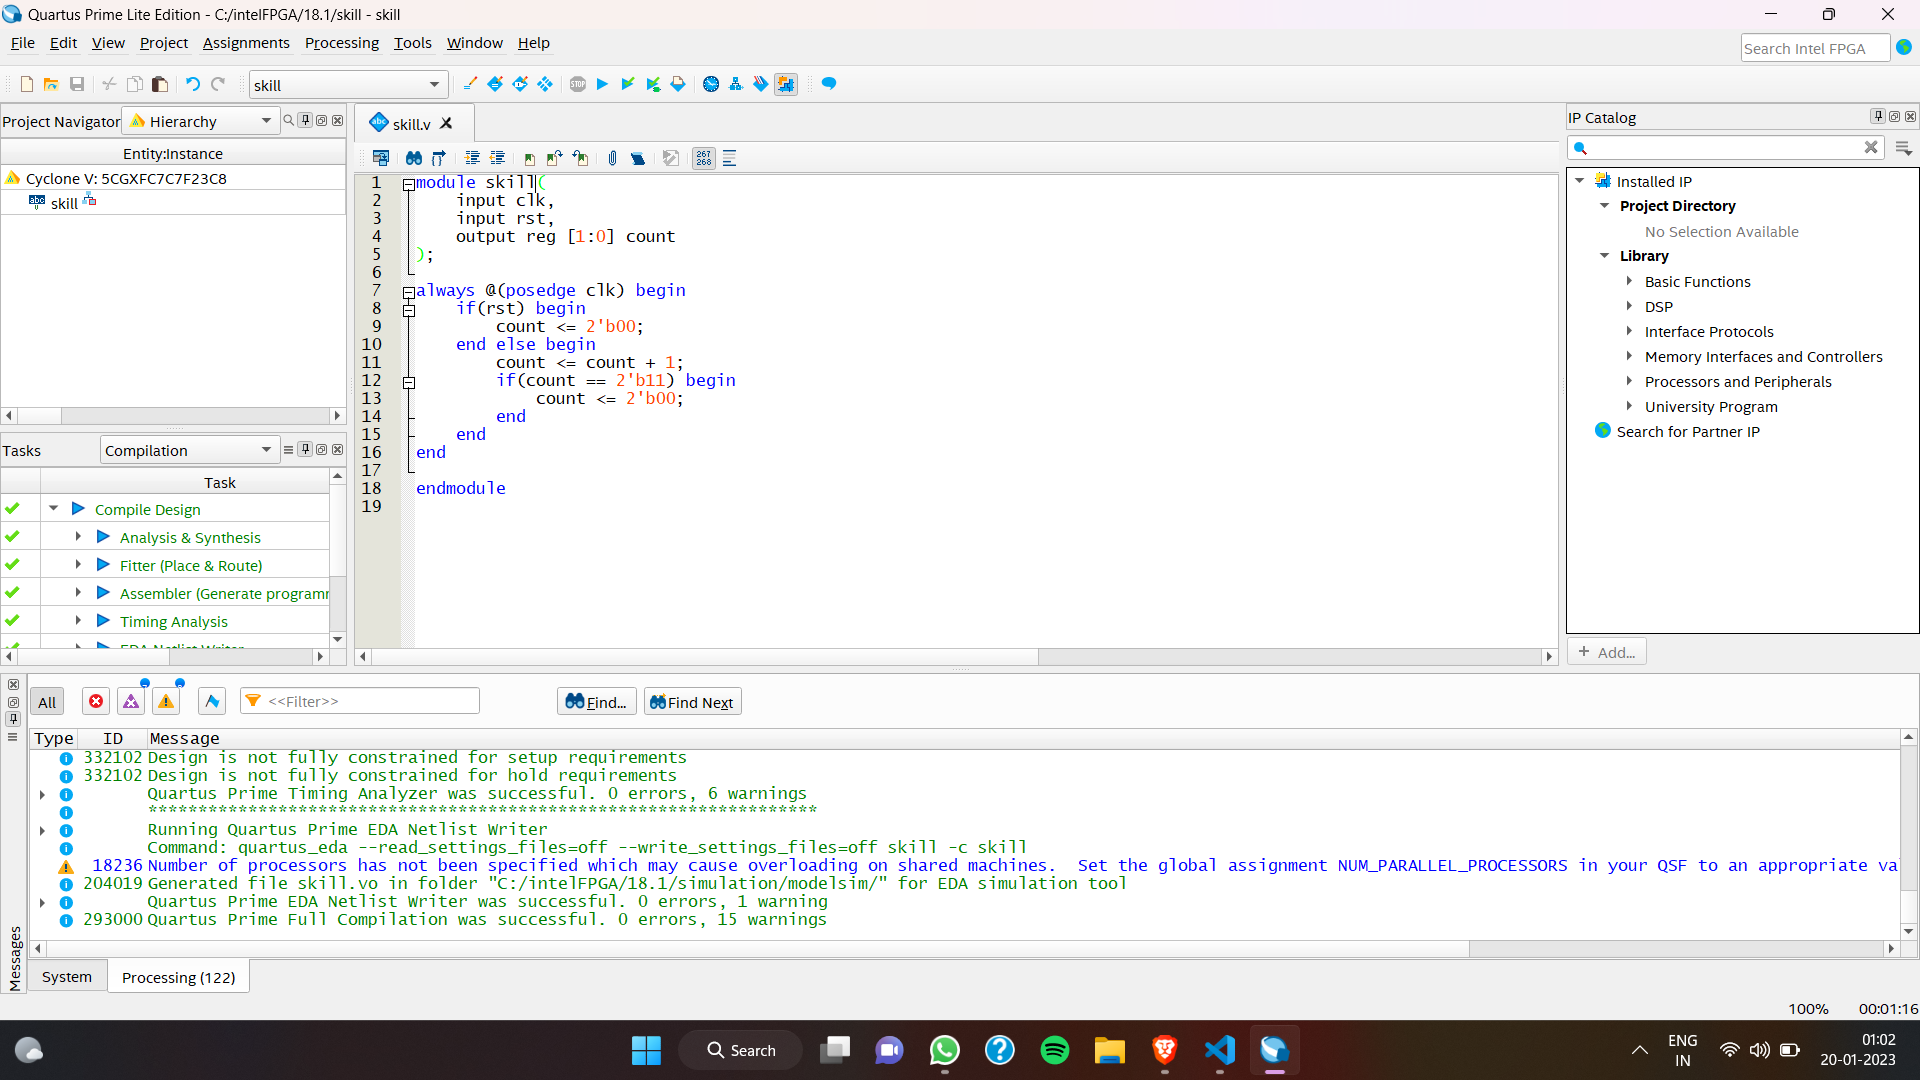 Quartus Prime Lite Edition - C:/intelFPGA/18.1/skill - skill
File Edit View Project Assignments Processing Tools Window Help
Search Intel FPGA
skill
Project Navigator Hierarchy
Entity:Instance
Cyclone V: 5CGXFC7C7F23C8
skill
Tasks Compilation
Task
Compile Design
Analysis & Synthesis
Fitter (Place & Route)
Assembler (Generate program
Timing Analysis
skill.v
267
268
1 module skill(
2 input clk,
3 input rst,
4 output reg [1:0] count
5 );
6
7 always @(posedge clk) begin
8 if(rst) begin
9 count <= 2'b00;
10 end else begin
11 count <= count + 1;
12 if(count == 2'b11) begin
13 count <= 2'b00;
14 end
15 end
16 end
17
18 endmodule
19
IP Catalog
Installed IP
Project Directory
No Selection Available
Library
Basic Functions
DSP
Interface Protocols
Memory Interfaces and Controllers
Processors and Peripherals
University Program
Search for Partner IP
+ Add...
All <<Filter>> Find... Find Next
Type ID Message
332102 Design is not fully constrained for setup requirements
332102 Design is not fully constrained for hold requirements
Quartus Prime Timing Analyzer was successful. 0 errors, 6 warnings
*******************************************************************
Running Quartus Prime EDA Netlist Writer
Command: quartus_eda --read_settings_files=off --write_settings_files=off skill -c skill
18236 Number of processors has not been specified which may cause overloading on shared machines.  Set the global assignment NUM_PARALLEL_PROCESSORS in your QSF to an appropriate va
204019 Generated file skill.vo in folder "C:/intelFPGA/18.1/simulation/modelsim/" for EDA simulation tool
Quartus Prime EDA Netlist Writer was successful. 0 errors, 1 warning
293000 Quartus Prime Full Compilation was successful. 0 errors, 15 warnings
Messages
System Processing (122)
100% 00:01:16
Search
ENG
IN
01:02
20-01-2023